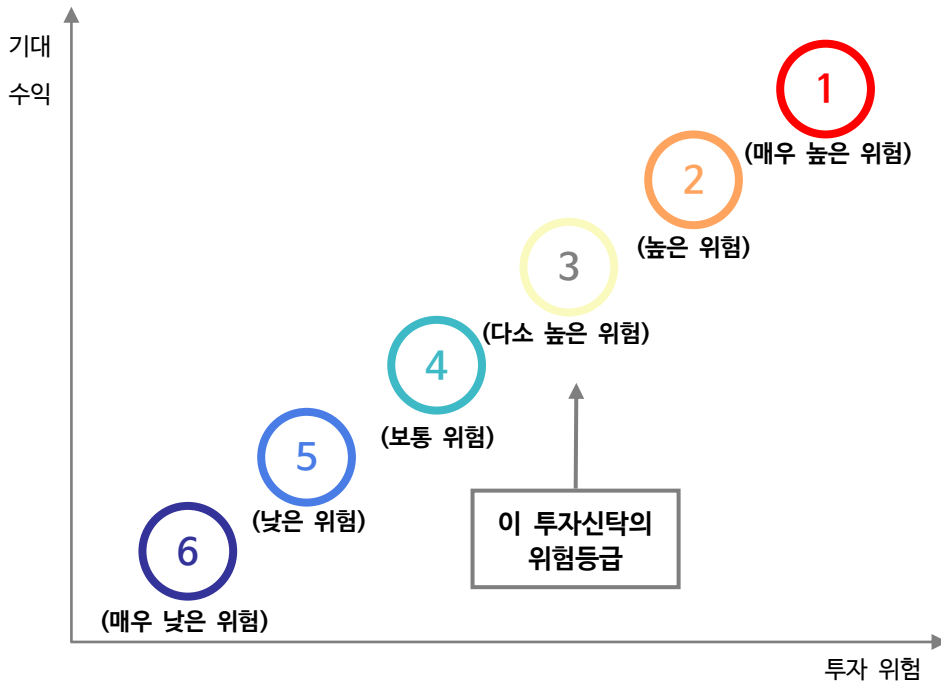 기대
수익
1
(매우 높은 위험)
2
(높은 위험)
3
(다소 높은 위험)
4
(보통 위험)
5
(낮은 위험)
이 투자신탁의
위험등급
6
(매우 낮은 위험)
투자 위험